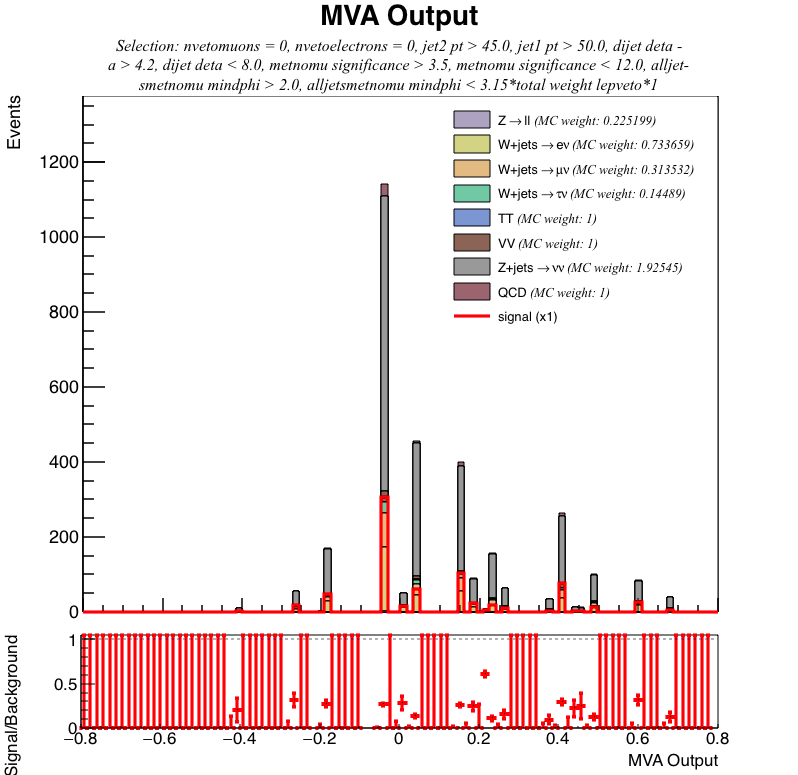 MVA Output
Selection: nvetomuons = 0, nvetoelectrons = 0, jet2 pt > 45.0, jet1 pt > 50.0, dijet deta -
a > 4.2, dijet deta < 8.0, metnomu significance > 3.5, metnomu significance < 12.0, alljet-
smetnomu mindphi > 2.0, alljetsmetnomu mindphi < 3.15*total weight lepveto*1
Events
1200
1000
800
600
400
200
0
Z→ll (MC weight: 0.225199)
W+jets→eν (MC weight: 0.733659)
W+jets→μν (MC weight: 0.313532)
W+jets→τν (MC weight: 0.14489)
TT (MC weight: 1)
VV (MC weight: 1)
Z+jets→νν (MC weight: 1.92545)
QCD (MC weight: 1)
signal (x1)
Signal/Background
1
0.5
0
−0.8 −0.6 −0.4 −0.2 0 0.2 0.4 0.6 0.8
MVA Output